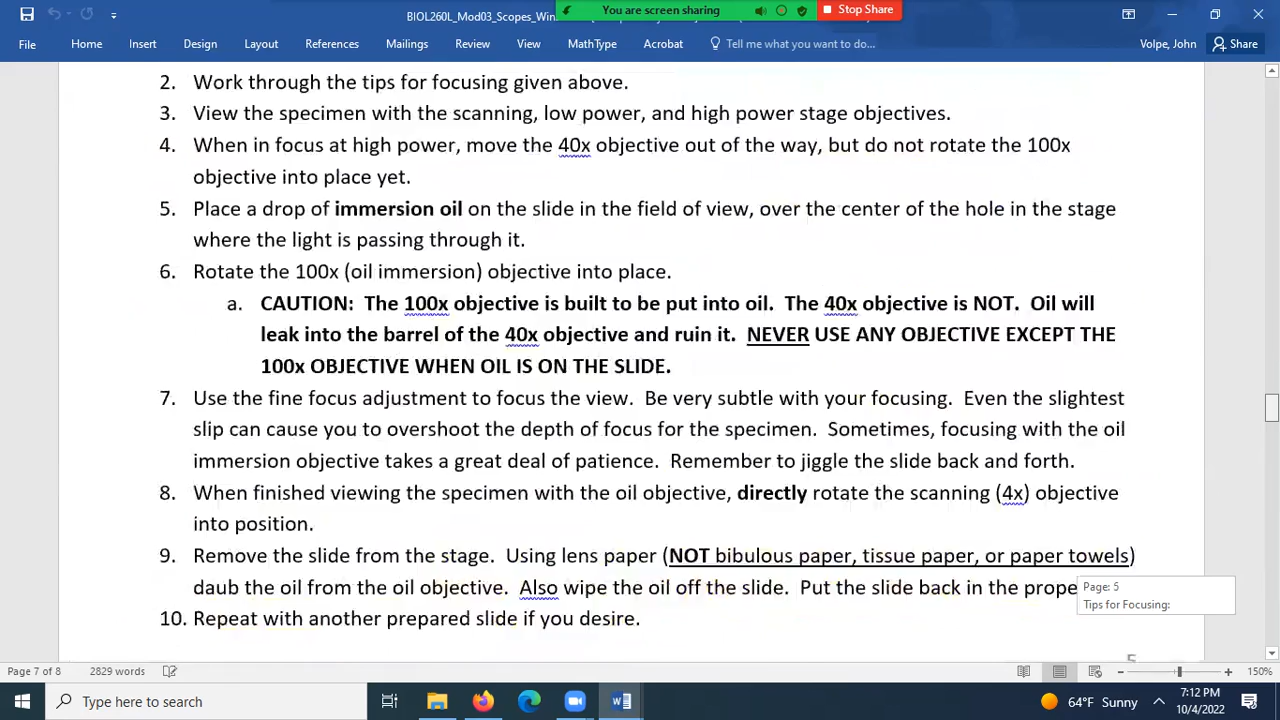 BIOL260L_Mod03_Scopes_Win
You are screen sharing
Stop Share
File Home Insert Design Layout References Mailings Review View MathType Acrobat Tell me what you want to do... Volpe, John Share
2. Work through the tips for focusing given above.
3. View the specimen with the scanning, low power, and high power stage objectives.
4. When in focus at high power, move the 40x objective out of the way, but do not rotate the 100x
objective into place yet.
5. Place a drop of immersion oil on the slide in the field of view, over the center of the hole in the stage
where the light is passing through it.
6. Rotate the 100x (oil immersion) objective into place.
a. CAUTION: The 100x objective is built to be put into oil. The 40x objective is NOT. Oil will
leak into the barrel of the 40x objective and ruin it. NEVER USE ANY OBJECTIVE EXCEPT THE
100x OBJECTIVE WHEN OIL IS ON THE SLIDE.
7. Use the fine focus adjustment to focus the view. Be very subtle with your focusing. Even the slightest
slip can cause you to overshoot the depth of focus for the specimen. Sometimes, focusing with the oil
immersion objective takes a great deal of patience. Remember to jiggle the slide back and forth.
8. When finished viewing the specimen with the oil objective, directly rotate the scanning (4x) objective
into position.
9. Remove the slide from the stage. Using lens paper (NOT bibulous paper, tissue paper, or paper towels)
daub the oil from the oil objective. Also wipe the oil off the slide. Put the slide back in the prope
Page: 5
Tips for Focusing:
10. Repeat with another prepared slide if you desire.
5
Page 7 of 8 2829 words 150%
Type here to search
64°F Sunny
7:12 PM
10/4/2022